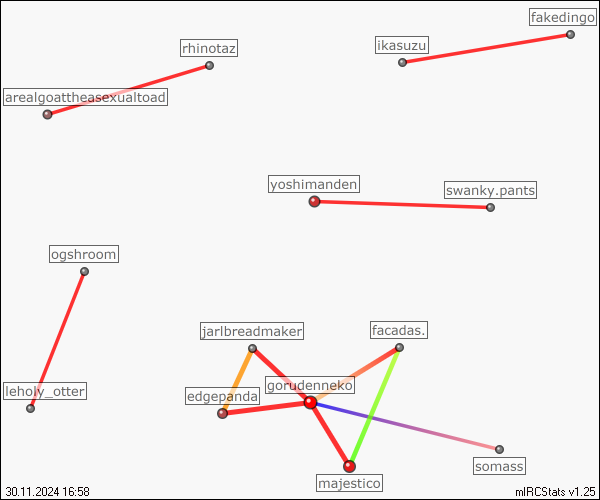 fakedingo
rhinotaz
ikasuzu
arealgoattheasexualtoad
yoshimanden
swanky.pants
ogshroom
jarlbreadmaker
facadas.
gorudenneko
leholy_otter
edgepanda
somass
majestico
30.11.2024 16:58
mIRCStats v1.25